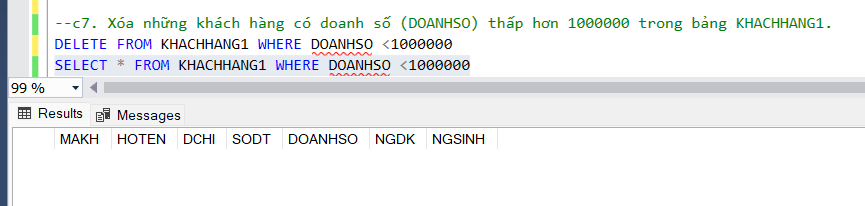 --c7. Xóa những khách hàng có doanh số (DOANHSO) thấp hơn 1000000 trong bảng KHACHHANG1.
DELETE FROM KHACHHANG1 WHERE DOANHSO <1000000
SELECT * FROM KHACHHANG1 WHERE DOANHSO <1000000
99 %
Results Messages
MAKH HOTEN DCHI SODT DOANHSO NGDK NGSINH